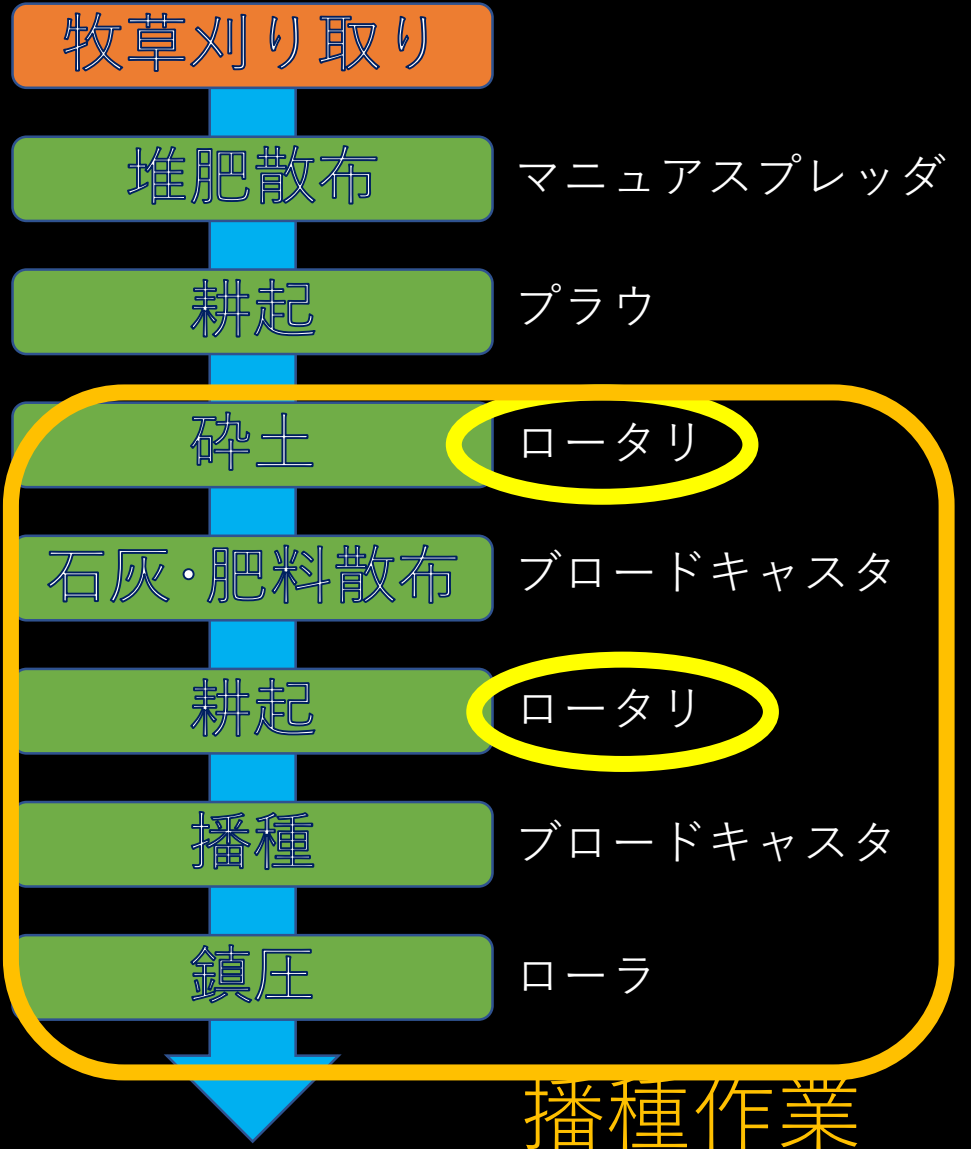 牧草刈り取り
堆肥散布 マニュアスプレッダ
耕起 プラウ
砕土 ロータリ
石灰・肥料散布 ブロードキャスタ
耕起 ロータリ
播種 ブロードキャスタ
鎮圧 ローラ
播種作業